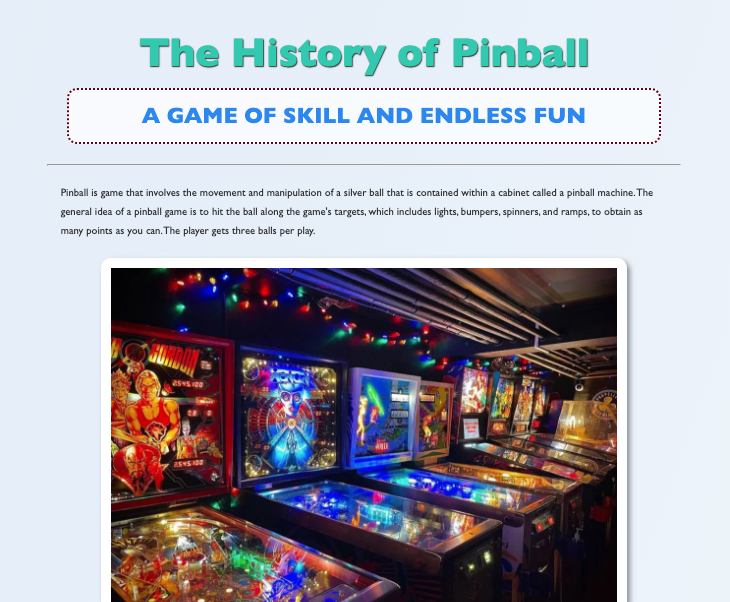 The History of Pinball
A GAME OF SKILL AND ENDLESS FUN
Pinball is game that involves the movement and manipulation of a silver ball that is contained within a cabinet called a pinball machine. The
general idea of a pinball game is to hit the ball along the game's targets, which includes lights, bumpers, spinners, and ramps, to obtain as
many points as you can. The player gets three balls per play.
GORDON